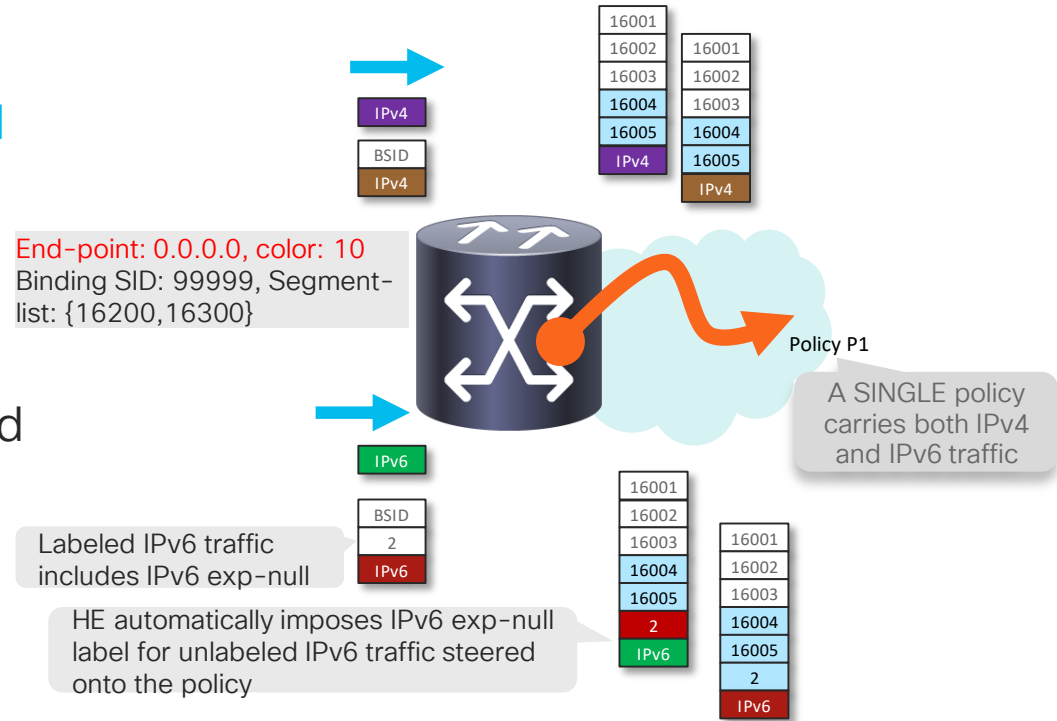 16001
16002
16003
16004
16005
IPv4
16001
16002
16003
16004
16005
IPv4
IPv4
BSID
IPv4
End-point: 0.0.0.0, color: 10
Binding SID: 99999, Segment-
list: {16200,16300}
Policy P1
A SINGLE policy
carries both IPv4
and IPv6 traffic
d
IPv6
BSID
2
IPv6
Labeled IPv6 traffic
includes IPv6 exp-null
HE automatically imposes IPv6 exp-null
label for unlabeled IPv6 traffic steered
onto the policy
16001
16002
16003
16004
16005
2
IPv6
16001
16002
16003
16004
16005
2
IPv6